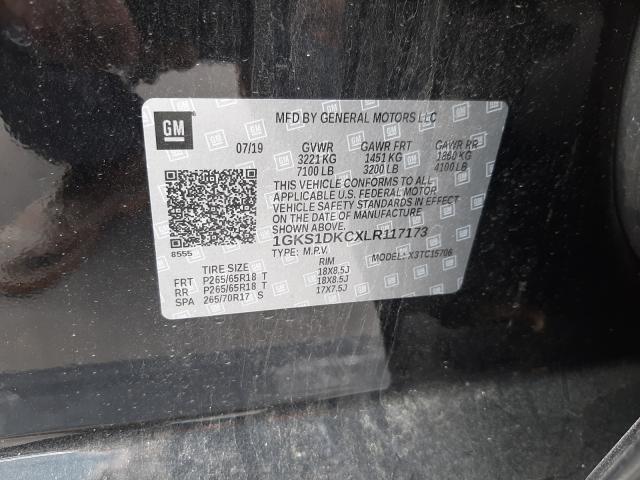 GM
MFD BY GENERAL MOTORS LLC
07/19 GVWR GAWR FRT GAWR RR
3221 KG 1451 KG 1860 KG
7100 LB 3200 LB 4100 LB
THIS VEHICLE CONFORMS TO ALL
APPLICABLE U.S. FEDERAL MOTOR
VEHICLE SAFETY STANDARDS IN EFFECT
ON THE DATE OF MANUFACTURE
SHOWN ABOVE.
1GKS1DKCXLR117173
8555 TYPE: M.P.V. MODEL: X3TC15706
TIRE SIZE RIM
FRT P265/65R18 T 18X8.5J
RR P265/65R18 T 18X8.5J
SPA 265/70R17 S 17X7.5J